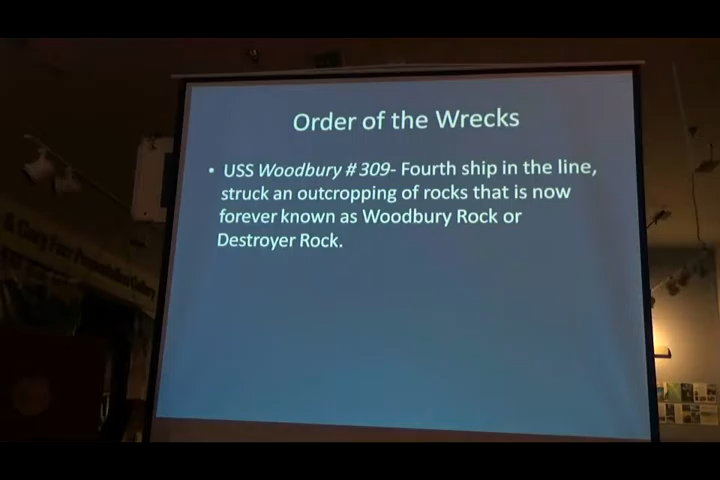 Order of the Wrecks
• USS Woodbury #309- Fourth ship in the line,
struck an outcropping of rocks that is now
forever known as Woodbury Rock or
Destroyer Rock.